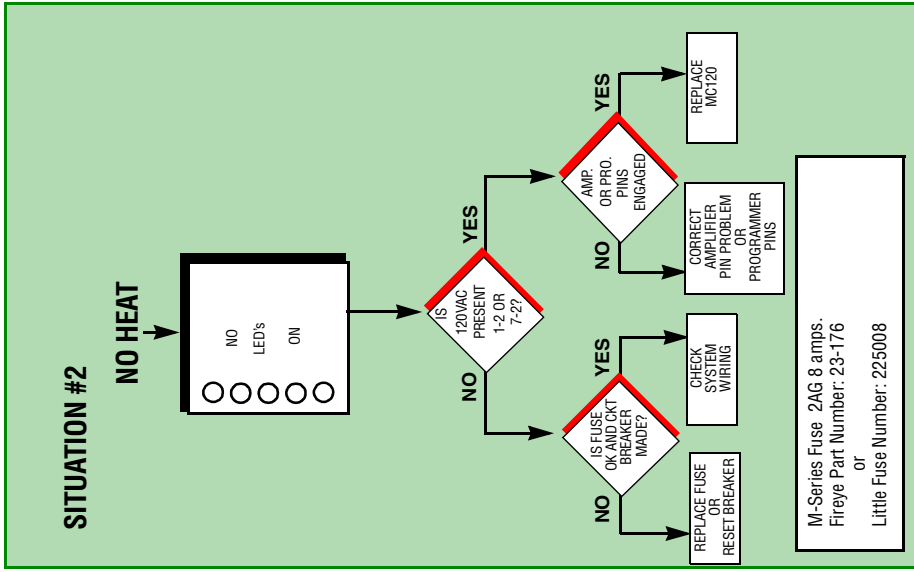 SITUATION #2
NO HEAT
NO
LED's
ON
IS
120VAC
PRESENT
1-2 OR
7-2?
NO
YES
IS FUSE
OK AND CKT
BREAKER
MADE?
NO
YES
REPLACE FUSE
OR
RESET BREAKER
CHECK
SYSTEM
WIRING
AMP.
OR PRO.
PINS
ENGAGED
NO
YES
CORRECT
AMPLIFIER
PIN PROBLEM
OR
PROGRAMMER
PINS
REPLACE
MC120
M-Series Fuse 2AG 8 amps.
Fireye Part Number: 23-176
or
Little Fuse Number: 225008